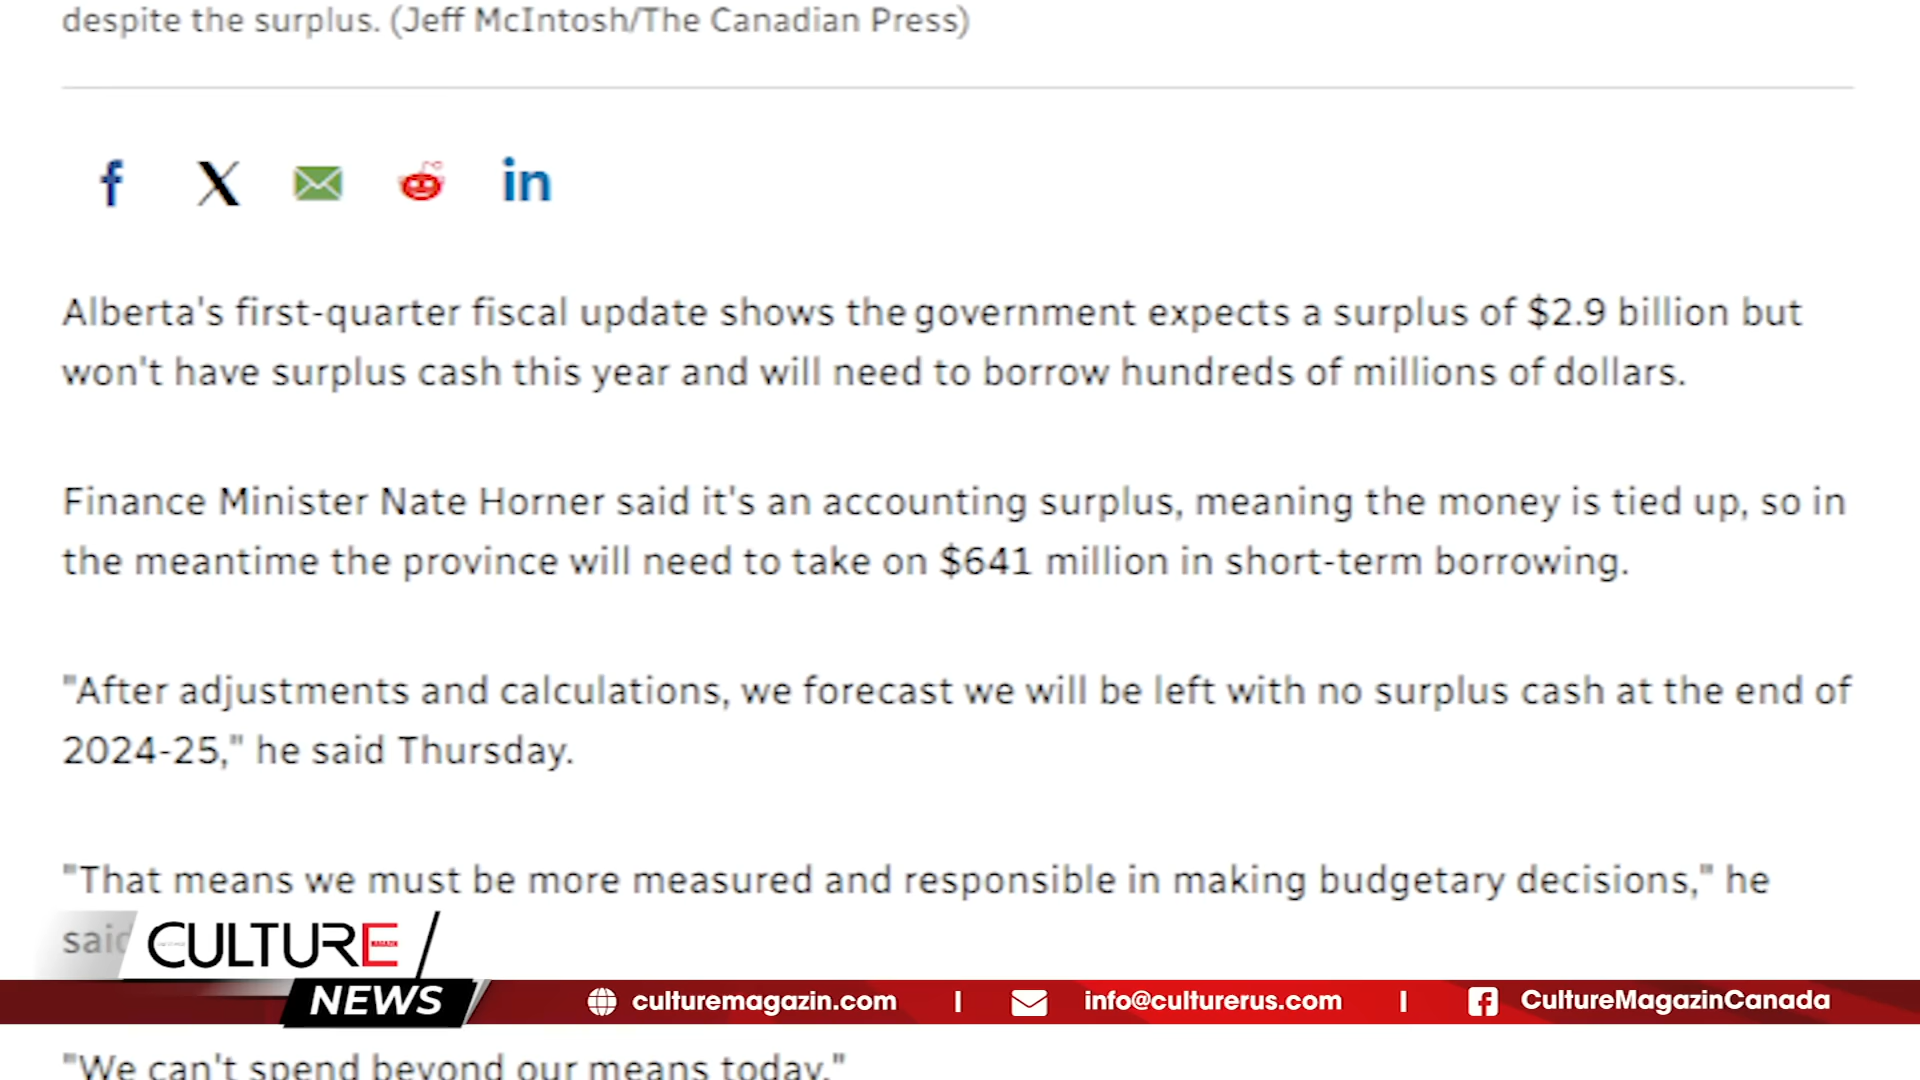 despite the surplus. (Jeff McIntosh/The Canadian Press)
Alberta's first-quarter fiscal update shows the government expects a surplus of $2.9 billion but
won't have surplus cash this year and will need to borrow hundreds of millions of dollars.
Finance Minister Nate Horner said it's an accounting surplus, meaning the money is tied up, so in
the meantime the province will need to take on $641 million in short-term borrowing.
"After adjustments and calculations, we forecast we will be left with no surplus cash at the end of
2024-25," he said Thursday.
"That means we must be more measured and responsible in making budgetary decisions," he
said
CULTURE
NEWS
culturemagazin.com | info@culturerus.com | CultureMagazinCanada
"We can't spend beyond our means today."